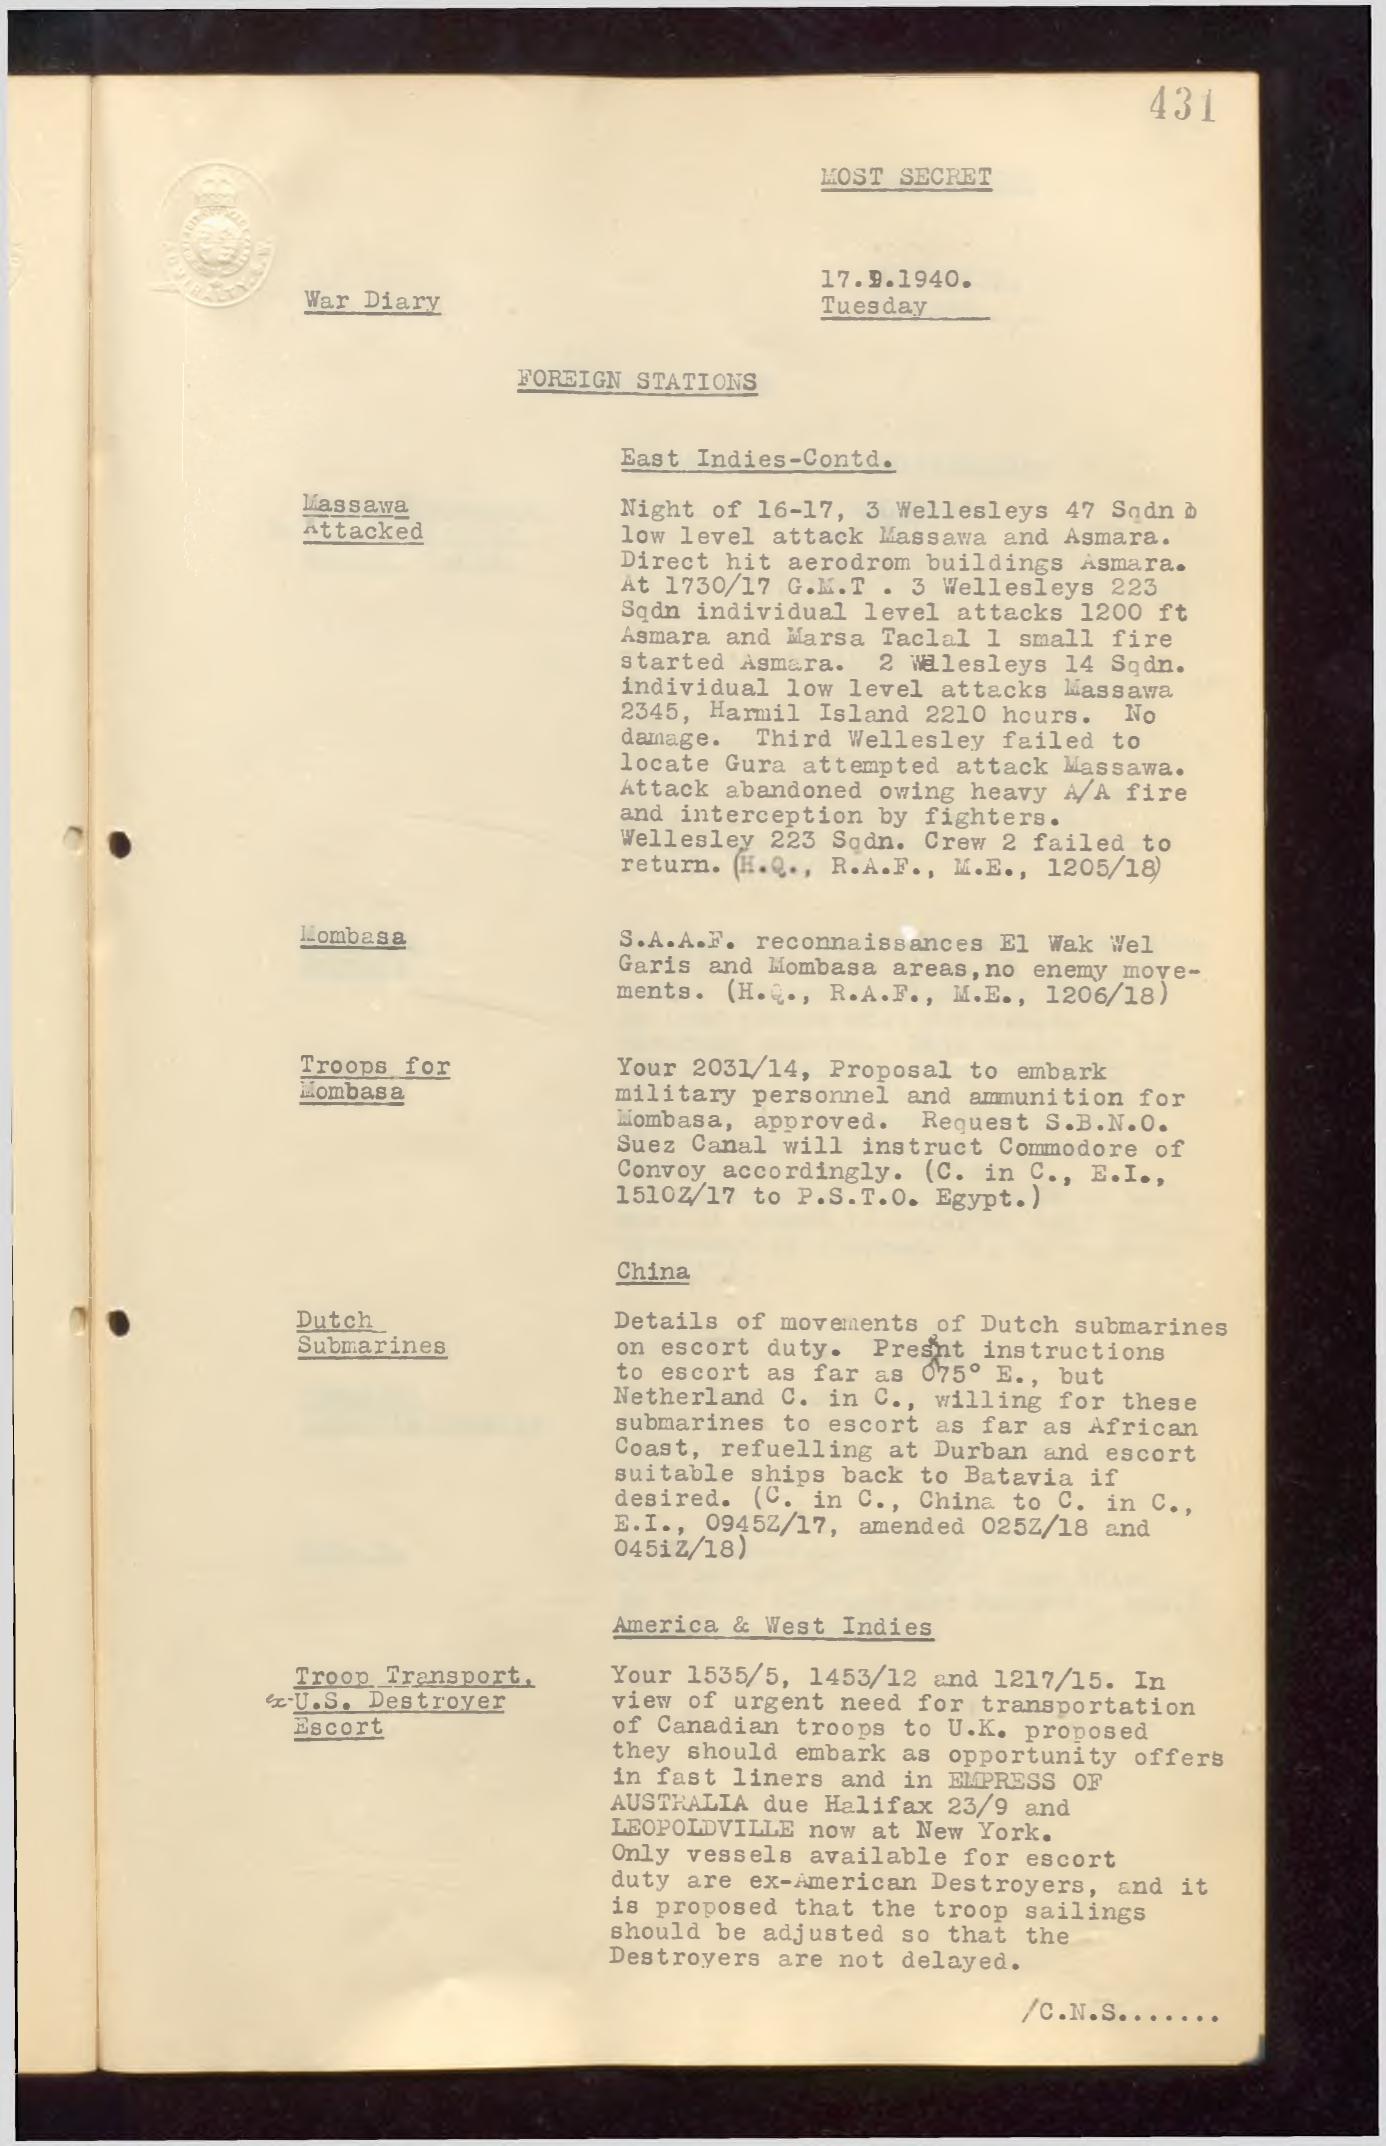 431
MOST SECRET
17.9.1940.
War Diary
Tuesday
FOREIGN STATIONS
East Indies-Contd.
Massawa
Attacked
Night of 16-17, 3 Wellesleys 47 Sqdn
low level attack Massawa and Asmara.
Direct hit aerodrom buildings Asmara.
At 1730/17 G.M.T . 3 Wellesleys 223
Sqdn individual level attacks 1200 ft
Asmara and Marsa Taclal 1 small fire
started Asmara. 2 Wellesleys 14 Sqdn.
individual low level attacks Massawa
2345, Harmil Island 2210 hours. No
damage. Third Wellesley failed to
locate Gura attempted attack Massawa.
Attack abandoned owing heavy A/A fire
and interception by fighters.
Wellesley 223 Sqdn. Crew 2 failed to
return. (H.Q., R.A.F., M.E., 1205/18)
Mombasa
S.A.A.F. reconnaissances El Wak Wel
Garis and Mombasa areas,no enemy move-
ments. (H.Q., R.A.F., M.E., 1206/18)
Troops for
Mombasa
Your 2031/14, Proposal to embark
military personnel and ammunition for
Mombasa, approved. Request S.B.N.O.
Suez Canal will instruct Commodore of
Convoy accordingly. (C. in C., E.I.,
1510Z/17 to P.S.T.O. Egypt.)
China
Dutch
Submarines
Details of movements of Dutch submarines
on escort duty. Present instructions
to escort as far as 075° E., but
Netherland C. in C., willing for these
submarines to escort as far as African
Coast, refuelling at Durban and escort
suitable ships back to Batavia if
desired. (C. in C., China to C. in C.,
E.I., 0945Z/17, amended 025Z/18 and
045iZ/18)
America & West Indies
Troop Transport,
ex-U.S. Destroyer
Escort
Your 1535/5, 1453/12 and 1217/15. In
view of urgent need for transportation
of Canadian troops to U.K. proposed
they should embark as opportunity offers
in fast liners and in EMPRESS OF
AUSTRALIA due Halifax 23/9 and
LEOPOLDVILLE now at New York.
Only vessels available for escort
duty are ex-American Destroyers, and it
is proposed that the troop sailings
should be adjusted so that the
Destroyers are not delayed.
/C.N.S.......